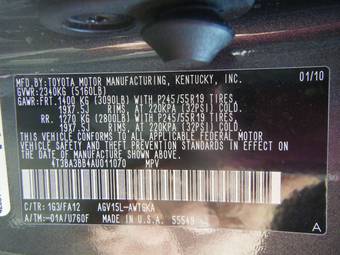 MFD.BY:TOYOTA MOTOR MANUFACTURING, KENTUCKY, INC.
GVWR:2340KG (5160LB) 01/10
GAWR:FRT.1400 KG (3090LB) WITH P245/55R19 TIRES
19X7.5J RIMS, AT 220KPA (32PSI) COLD.
RR. 1270 KG (2800LB) WITH P245/55R19 TIRES
19X7.5J RIMS, AT 220KPA (32PSI) COLD.
THIS VEHICLE CONFORMS TO ALL APPLICABLE FEDERAL
MOTOR VEHICLE SAFETY AND THEFT PREVENTION
STANDARDS IN EFFECT ON THE DATE OF MANUFACTURE
SHOWN ABOVE.
4T3BA3BB4AU011070 MPV
C/TR: 1G3/FA12 AGV15L-AWTGKA
A/TM:-01A/U760F MADE IN U.S.A. A